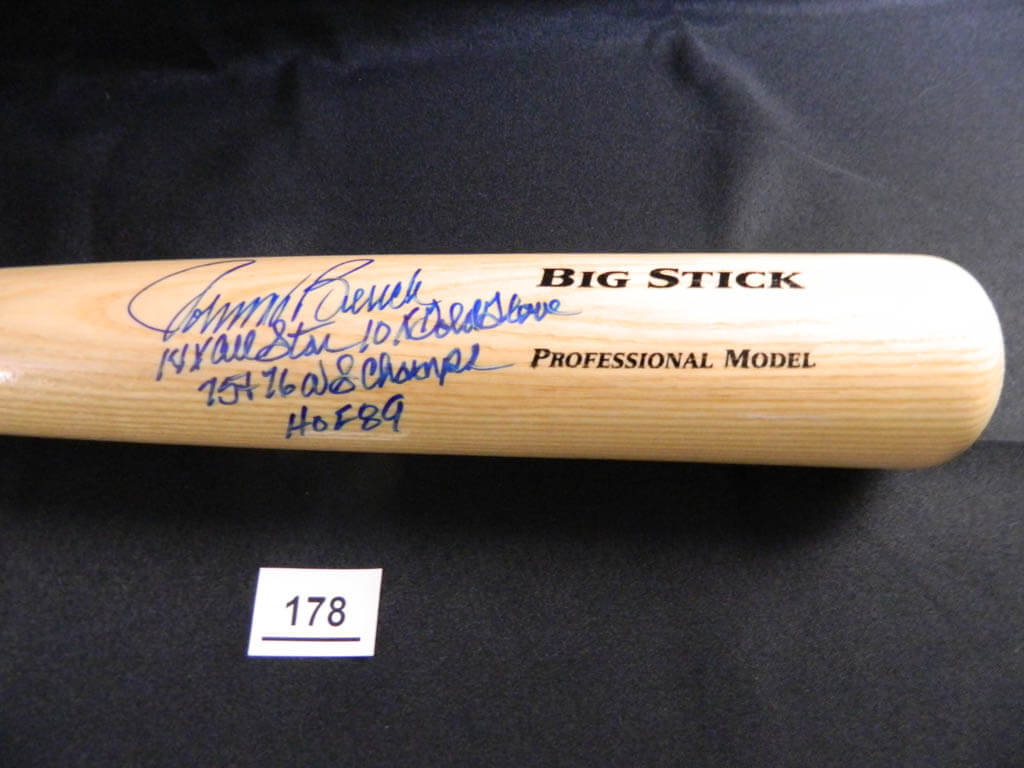 Johnny Bench
14X All Star 10X Gold Glove
75+76 WS Champs
HOF 89
BIG STICK
PROFESSIONAL MODEL
178